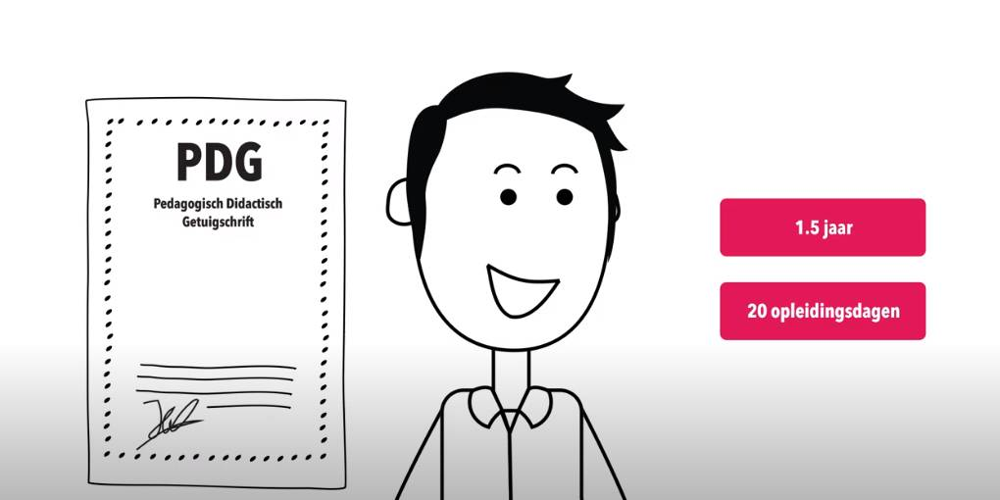 PDG
Pedagogisch Didactisch
Getuigschrift
1.5 jaar
20 opleidingsdagen